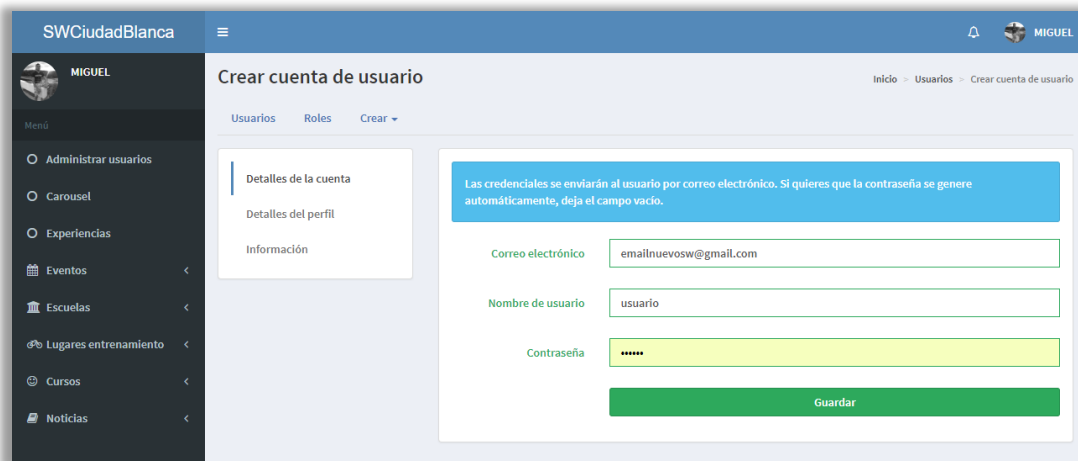 SWCiudadBlanca
MIGUEL
MIGUEL
Menú
Administrar usuarios
Carousel
Experiencias
Eventos
Escuelas
Lugares entrenamiento
Cursos
Noticias
Crear cuenta de usuario
Inicio > Usuarios > Crear cuenta de usuario
Usuarios Roles Crear
Detalles de la cuenta
Detalles del perfil
Información
Las credenciales se enviarán al usuario por correo electrónico. Si quieres que la contraseña se genere
automáticamente, deja el campo vacío.
Correo electrónico emailnuevosw@gmail.com
Nombre de usuario usuario
Contraseña ••••••
Guardar